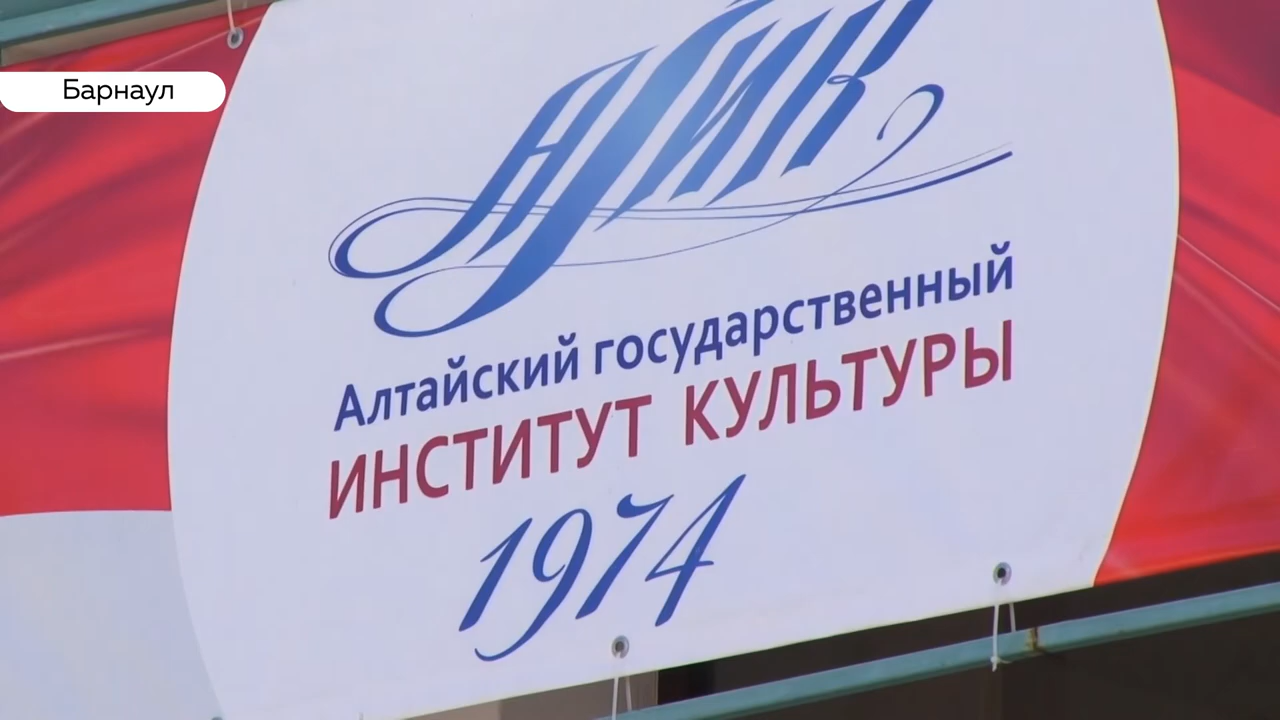 Барнаул
АГИК
Алтайский государственный
ИНСТИТУТ КУЛЬТУРЫ
1974